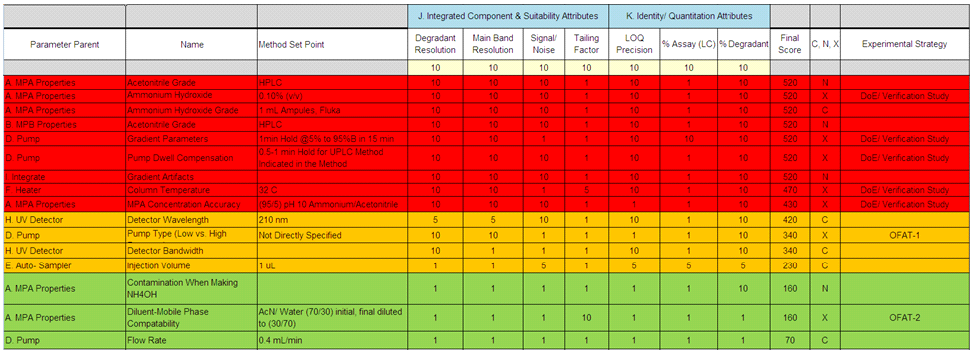 J. Integrated Component & Suitability Attributes K. Identity/ Quantitation Attributes
Parameter Parent Name Method Set Point Degradant Resolution Main Band Resolution Signal/ Noise Tailing Factor LOQ Precision % Assay (LC) % Degradant Final Score C, N, X Experimental Strategy
10 10 10 10 10 10 10
A. MPA Properties Acetonitrile Grade HPLC 10 10 10 1 10 1 10 520 N
A. MPA Properties Ammonium Hydroxide 0.10% (v/v) 10 10 10 1 10 1 10 520 X DoE/ Verification Study
A. MPA Properties Ammonium Hydroxide Grade 1 mL Ampules, Fluka 10 10 10 1 10 1 10 520 C
B. MPB Properties Acetonitrile Grade HPLC 10 10 10 1 10 1 10 520 N
D. Pump Gradient Parameters 1min Hold @5% to 95%B in 15 min 10 10 1 1 10 10 10 520 X DoE/ Verification Study
D. Pump Pump Dwell Compensation 0.5-1 min Hold for UPLC Method Indicated in the Method 10 10 10 1 10 1 10 520 X DoE/ Verification Study
I. Integrate Gradient Artifacts 10 10 10 1 10 1 10 520 N
F. Heater Column Temperature 32 C 10 10 1 5 10 1 10 470 X DoE/ Verification Study
A. MPA Properties MPA Concentration Accuracy (95/5) pH 10 Ammonium/Acetonitrile 10 10 1 1 10 1 10 430 X DoE/ Verification Study
H. UV Detector Detector Wavelength 210 nm 5 5 10 1 10 1 10 420 C
D. Pump Pump Type (Low vs. High Not Directly Specified 10 10 1 1 10 1 1 340 X OFAT-1
H. UV Detector Detector Bandwidth 10 1 1 1 10 1 10 340 C
E. Auto- Sampler Injection Volume 1 uL 1 1 5 1 5 5 5 230 C
A. MPA Properties Contamination When Making NH4OH 1 1 1 1 1 1 10 160 N
A. MPA Properties Diluent-Mobile Phase Compatability AcN/ Water (70/30) initial, final diluted to (30/70) 1 1 1 10 1 1 1 160 X OFAT-2
D. Pump Flow Rate 0.4 mL/min 1 1 1 1 1 1 1 70 C